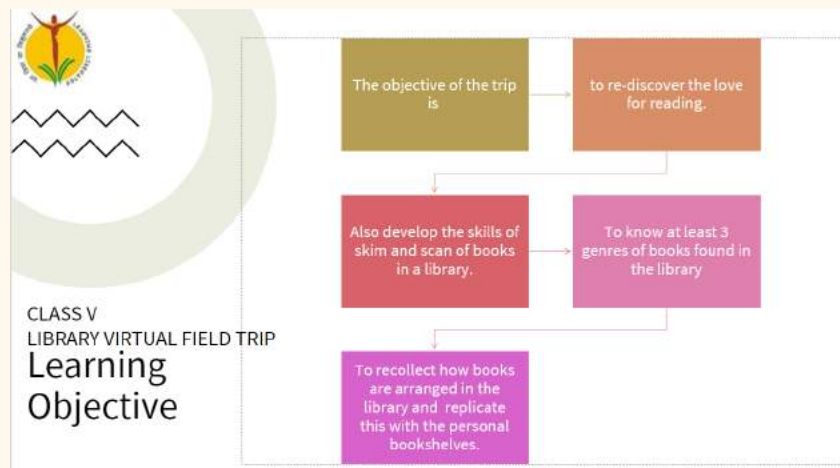 The objective of the trip
is
to re-discover the love
for reading.
Also develop the skills of
skim and scan of books
in a library.
To know at least 3
genres of books found in
the library
To recollect how books
are arranged in the
library and replicate
this with the personal
bookshelves.
CLASS V
LIBRARY VIRTUAL FIELD TRIP
Learning
Objective